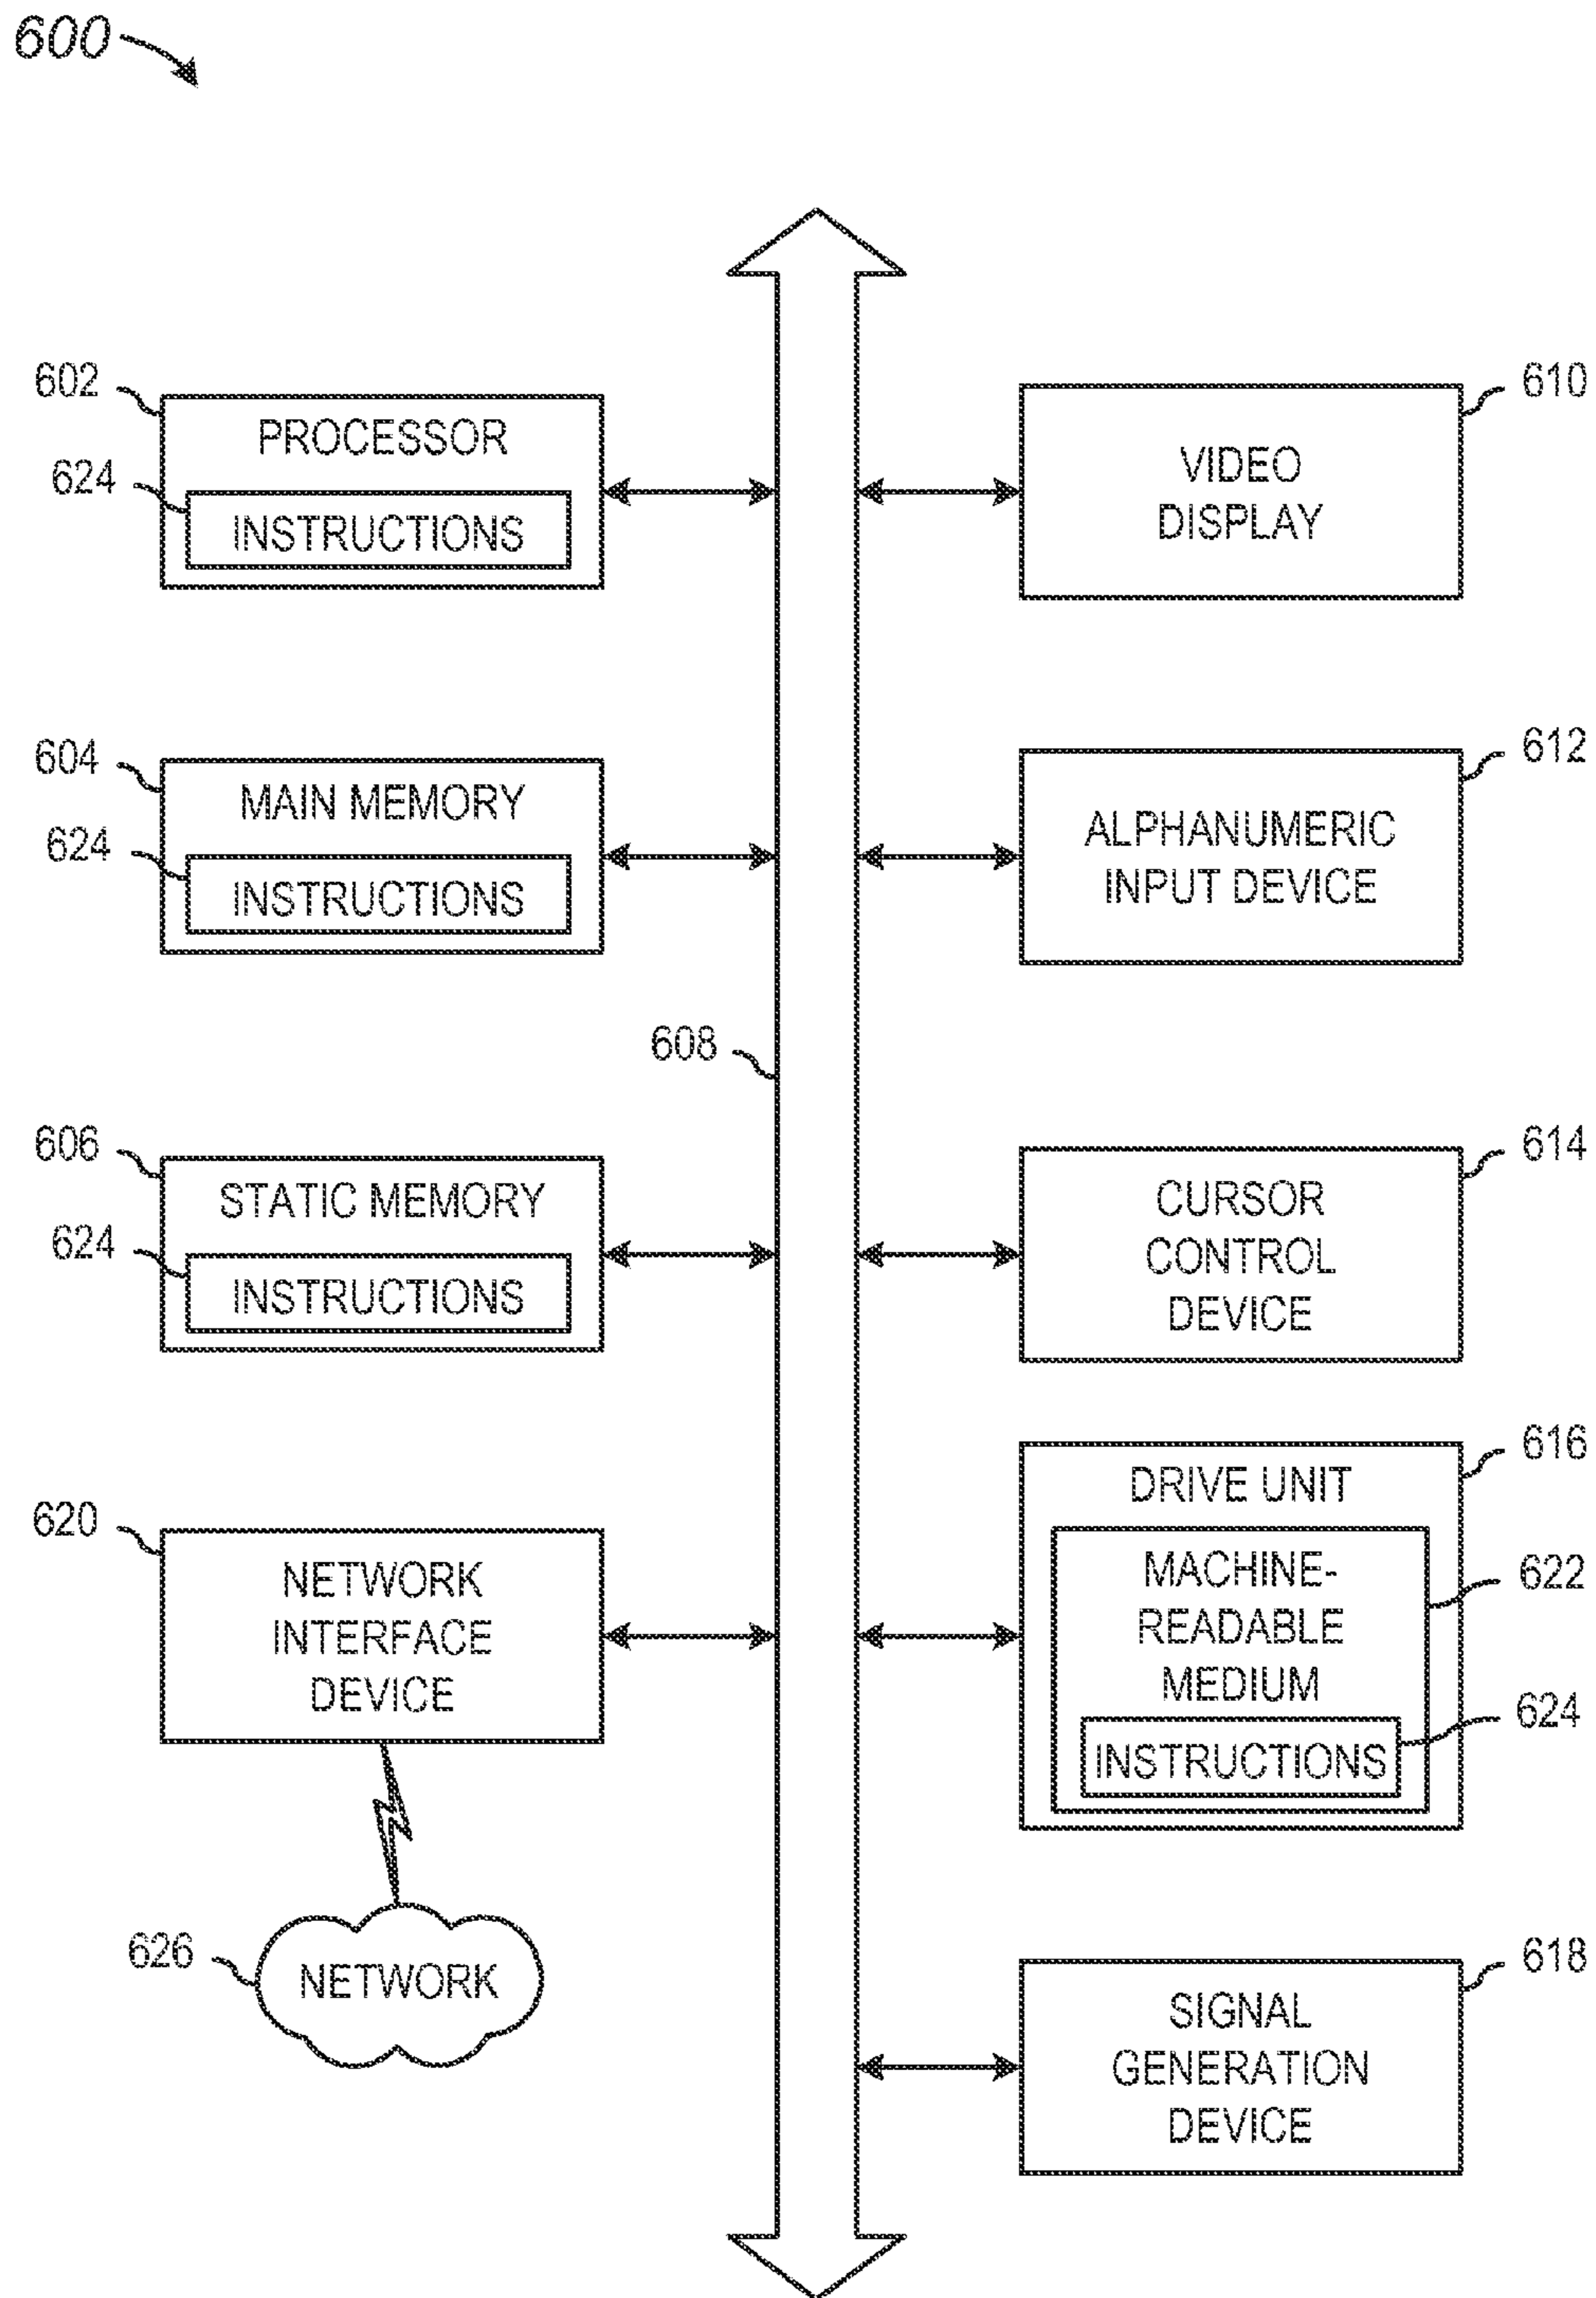 600
602
PROCESSOR
624
INSTRUCTIONS
604
MAIN MEMORY
624
INSTRUCTIONS
608
606
STATIC MEMORY
624
INSTRUCTIONS
620
NETWORK
INTERFACE
DEVICE
626
NETWORK
610
VIDEO
DISPLAY
612
ALPHANUMERIC
INPUT DEVICE
614
CURSOR
CONTROL
DEVICE
616
DRIVE UNIT
MACHINE-
622
READABLE
MEDIUM
624
INSTRUCTIONS
618
SIGNAL
GENERATION
DEVICE